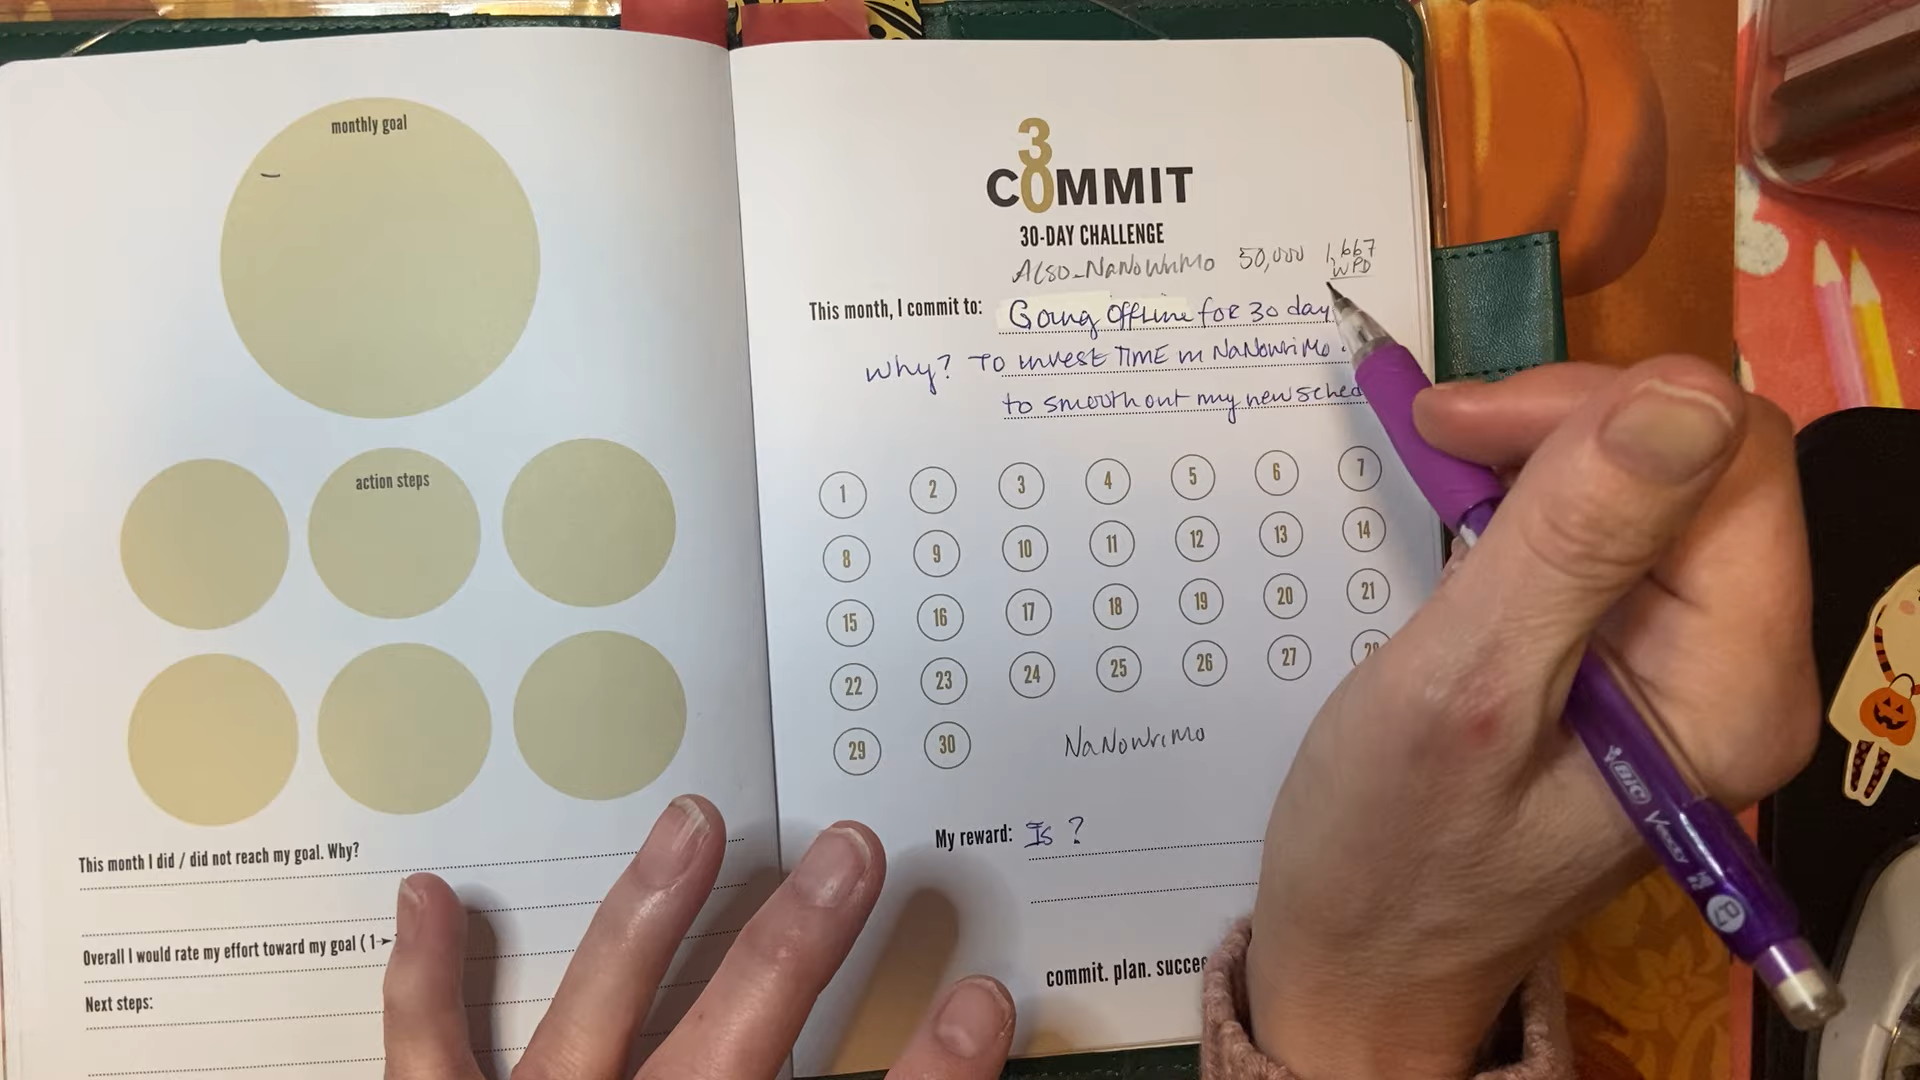 monthly goal
action steps
This month I did / did not reach my goal. Why?
Overall I would rate my effort toward my goal ( 1➤
Next steps:
30
COMMIT
30-DAY CHALLENGE
Also - NaNoWriMo 50,000 1,667
WPD
This month, I commit to: Going Offline for 30 day
Why? To invest TIME in NaNoWriMo
to smooth out my new sched
1 2 3 4 5 6 7
8 9 10 11 12 13 14
15 16 17 18 19 20 21
22 23 24 25 26 27 28
29 30 NaNoWriMo
My reward: Is ?
commit. plan. succee
BIC Velocity 0.7